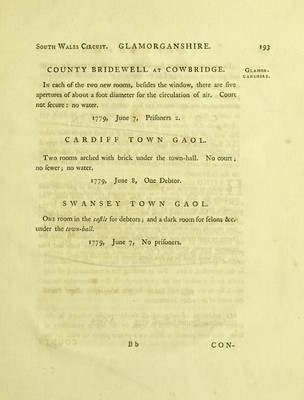 South Wales Circuit. GLAMORGANSHIRE. 193
COUNTY BRIDEWELL at COWBRIDGE.
Glamor-
ganshire.
In each of the two new rooms, beſides the window, there are five
apertures of about a foot diameter for the circulation of air. Court
not ſecure: no water.
1779, June 7, Priſoners 2.
CARDIFF TOWN GAOL.
Two rooms arched with brick under the town-hall. No court;
no ſewer; no water.
1779, June 8, One Debtor.
SWANSEY TOWN GAOL.
One room in the caſtle for debtors; and a dark room for felons &c.
under the town-hall.
1779, June 7, No priſoners.
B b
CON-